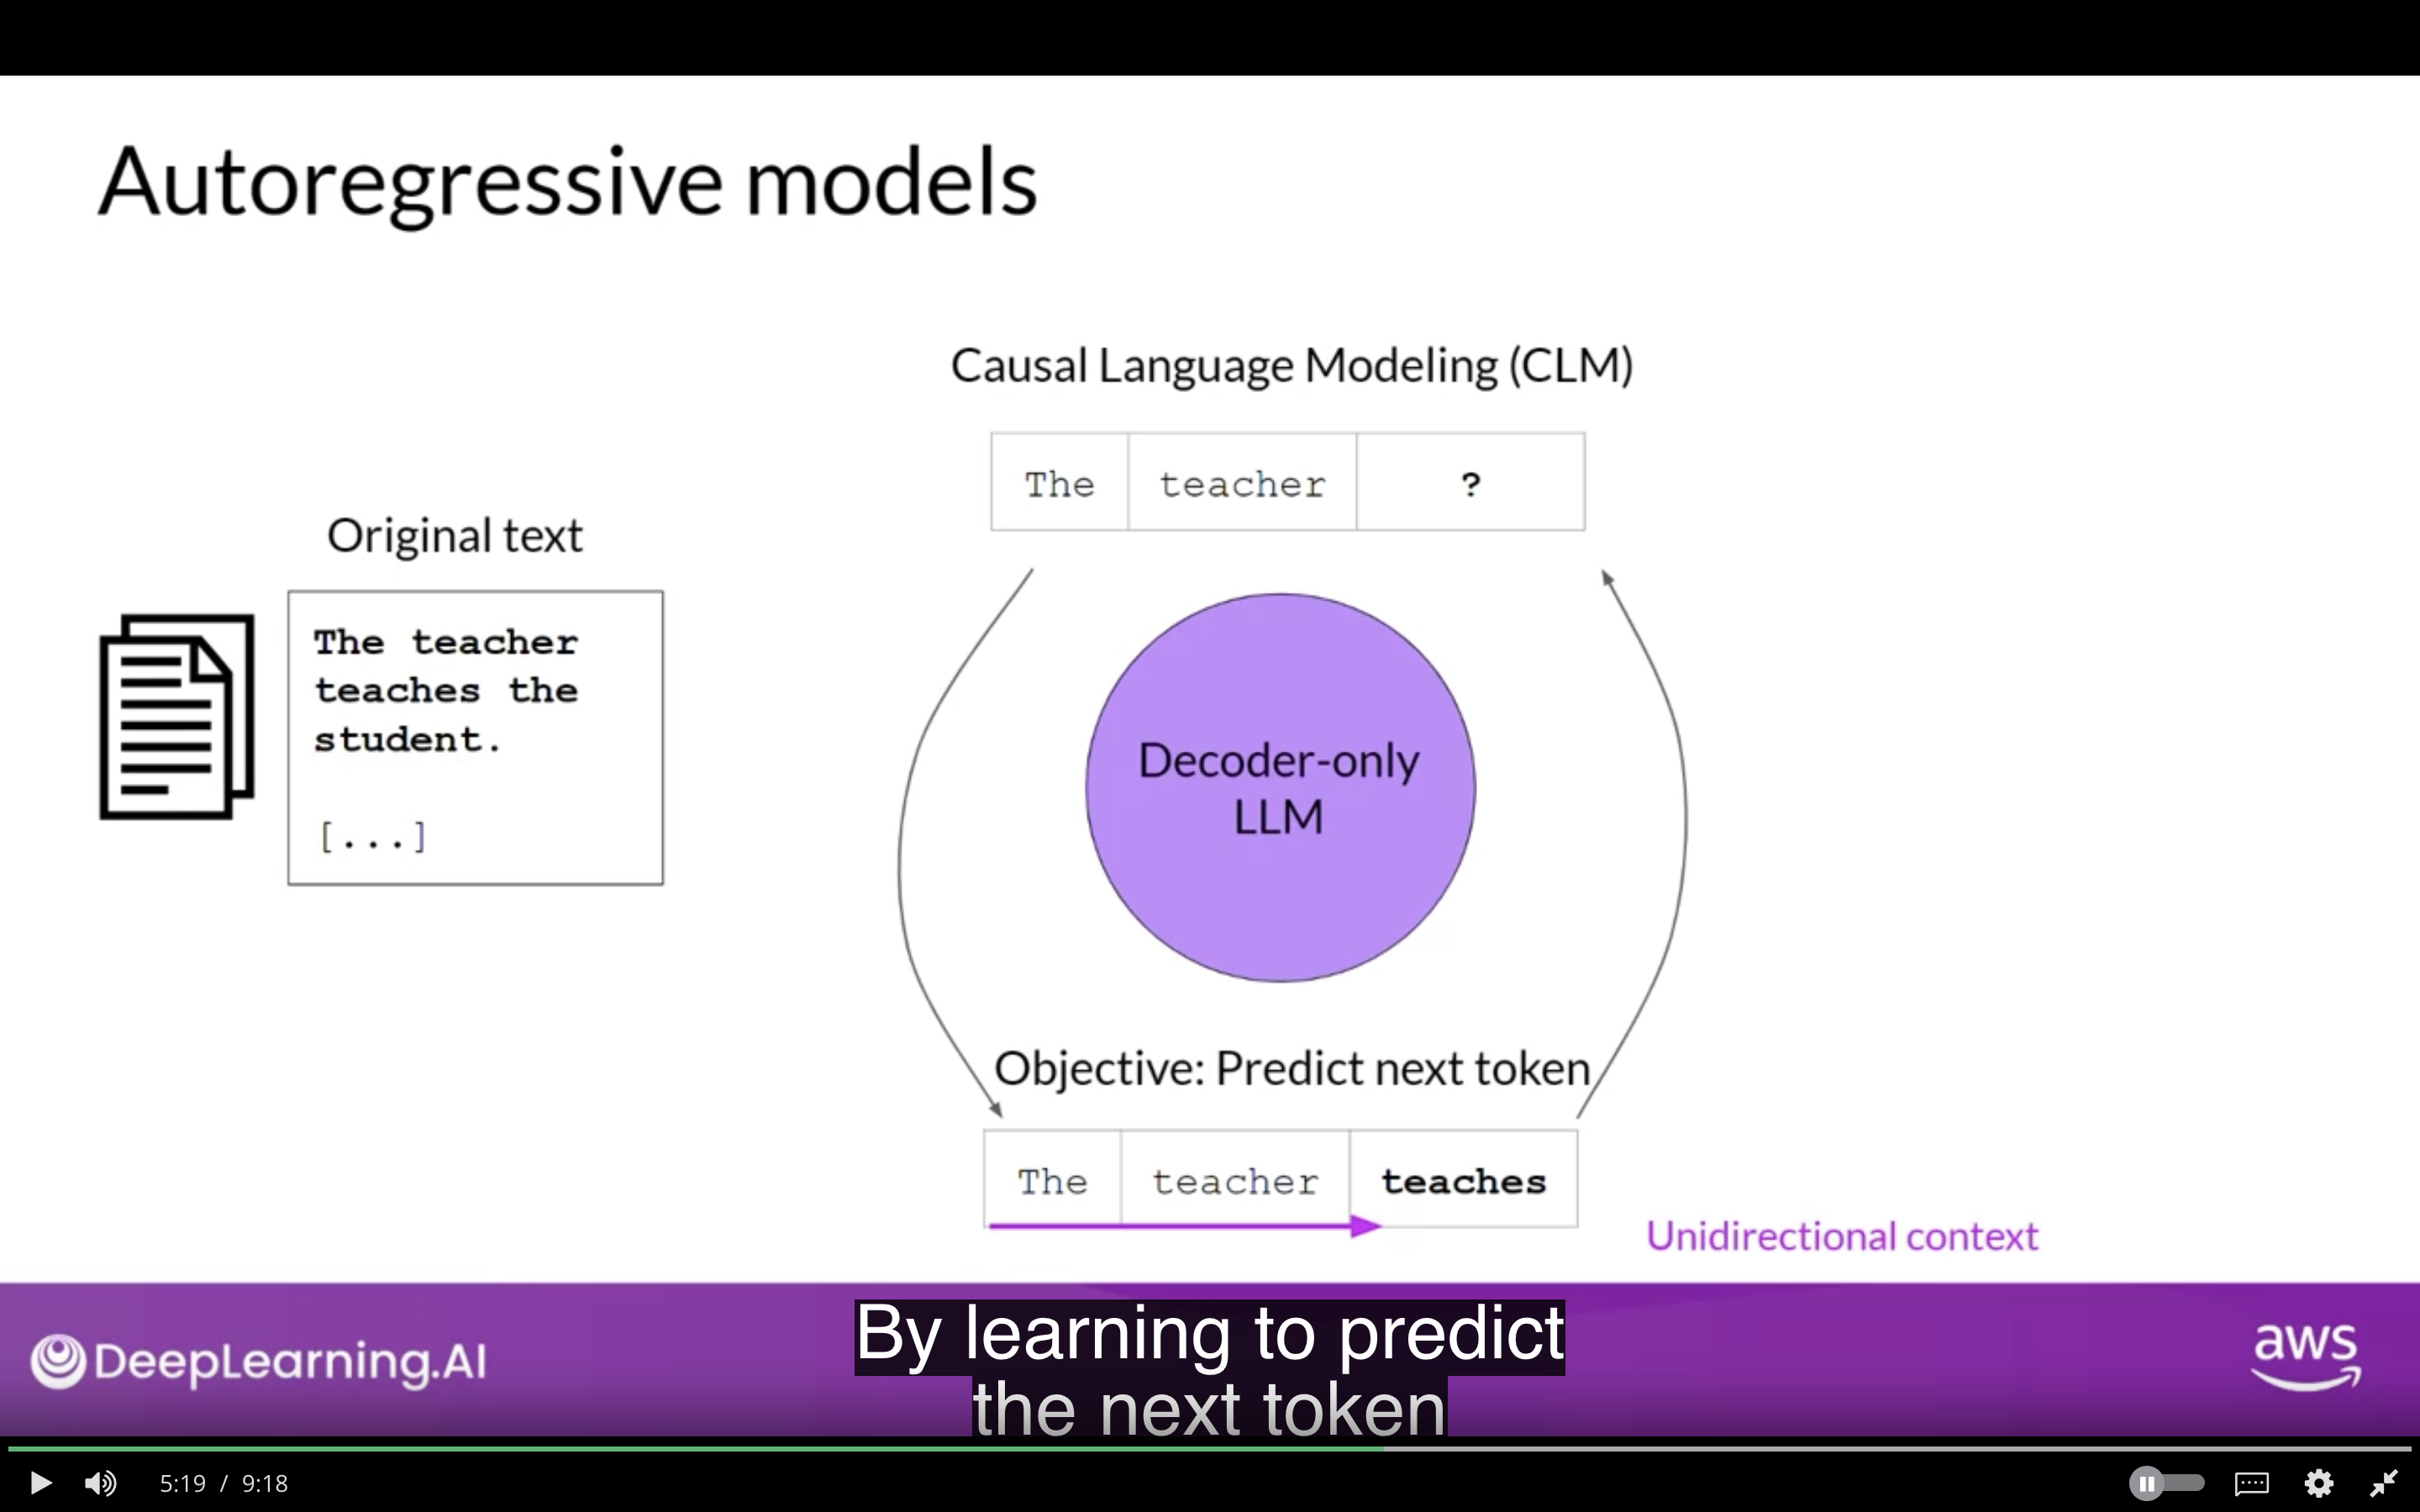 Autoregressive models
Causal Language Modeling (CLM)
The teacher ?
Original text
The teacher
teaches the
student.
[...]
Decoder-only
LLM
Objective: Predict next token
The teacher teaches
Unidirectional context
DeepLearning.AI
By learning to predict
the next token
aws
5:19 / 9:18